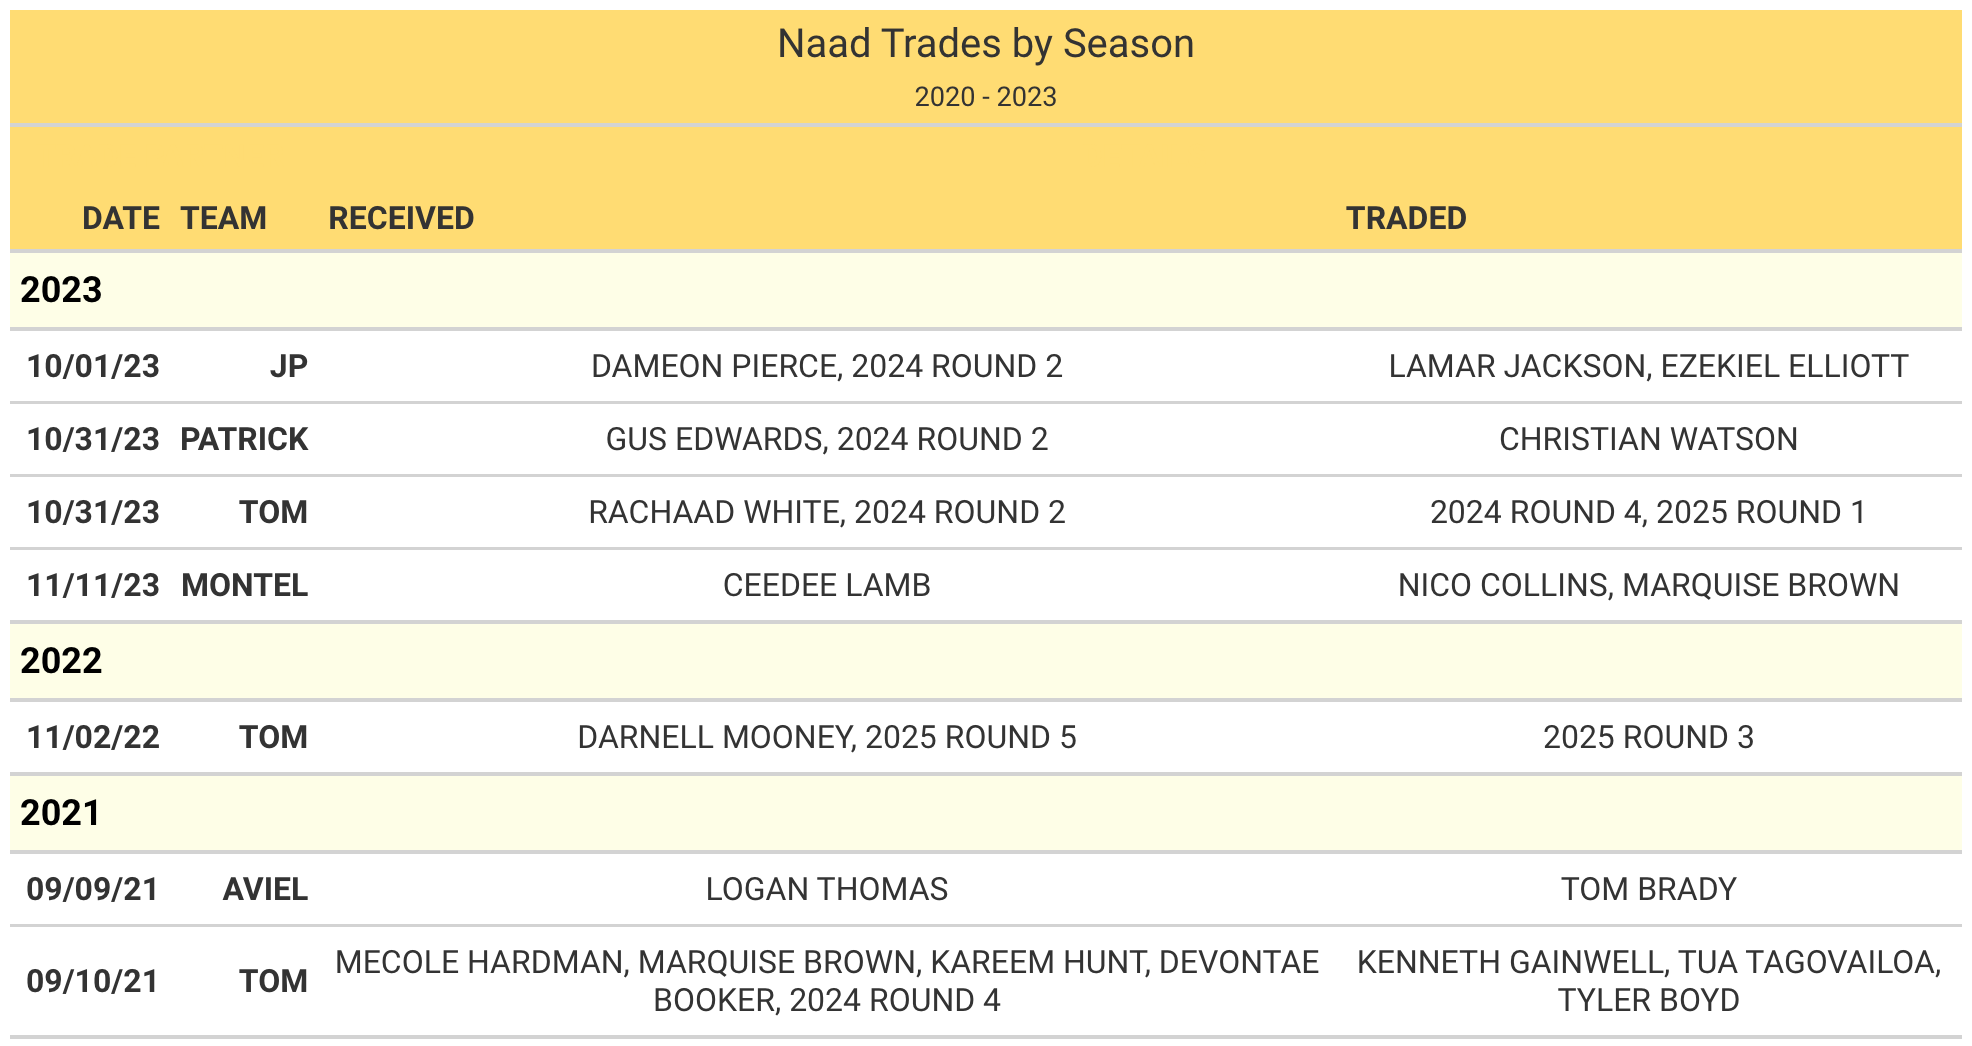 Naad Trades by Season
2020 - 2023
DATE TEAM RECEIVED TRADED
2023
10/01/23 JP DAMEON PIERCE, 2024 ROUND 2 LAMAR JACKSON, EZEKIEL ELLIOTT
10/31/23 PATRICK GUS EDWARDS, 2024 ROUND 2 CHRISTIAN WATSON
10/31/23 TOM RACHAAD WHITE, 2024 ROUND 2 2024 ROUND 4, 2025 ROUND 1
11/11/23 MONTEL CEEDEE LAMB NICO COLLINS, MARQUISE BROWN
2022
11/02/22 TOM DARNELL MOONEY, 2025 ROUND 5 2025 ROUND 3
2021
09/09/21 AVIEL LOGAN THOMAS TOM BRADY
09/10/21 TOM MECOLE HARDMAN, MARQUISE BROWN, KAREEM HUNT, DEVONTAE KENNETH GAINWELL, TUA TAGOVAILOA,
BOOKER, 2024 ROUND 4 TYLER BOYD